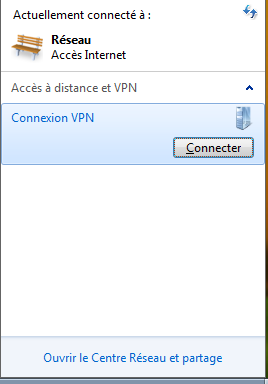 Actuellement connecté à :
Réseau
Accès Internet
Accès à distance et VPN
Connexion VPN
Connecter
Ouvrir le Centre Réseau et partage